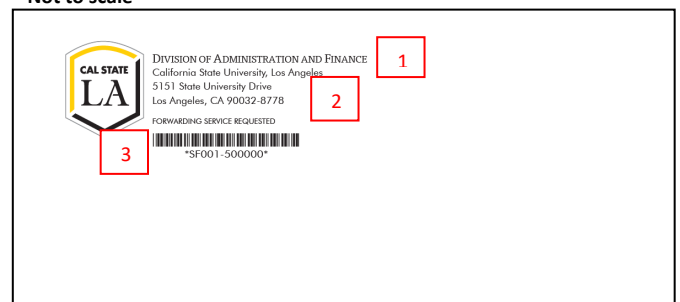 Not to scale
CAL STATE
LA
DIVISION OF ADMINISTRATION AND FINANCE
1
California State University, Los Angeles
5151 State University Drive
Los Angeles, CA 90032-8778
2
FORWARDING SERVICE REQUESTED
3
*SF001-500000*